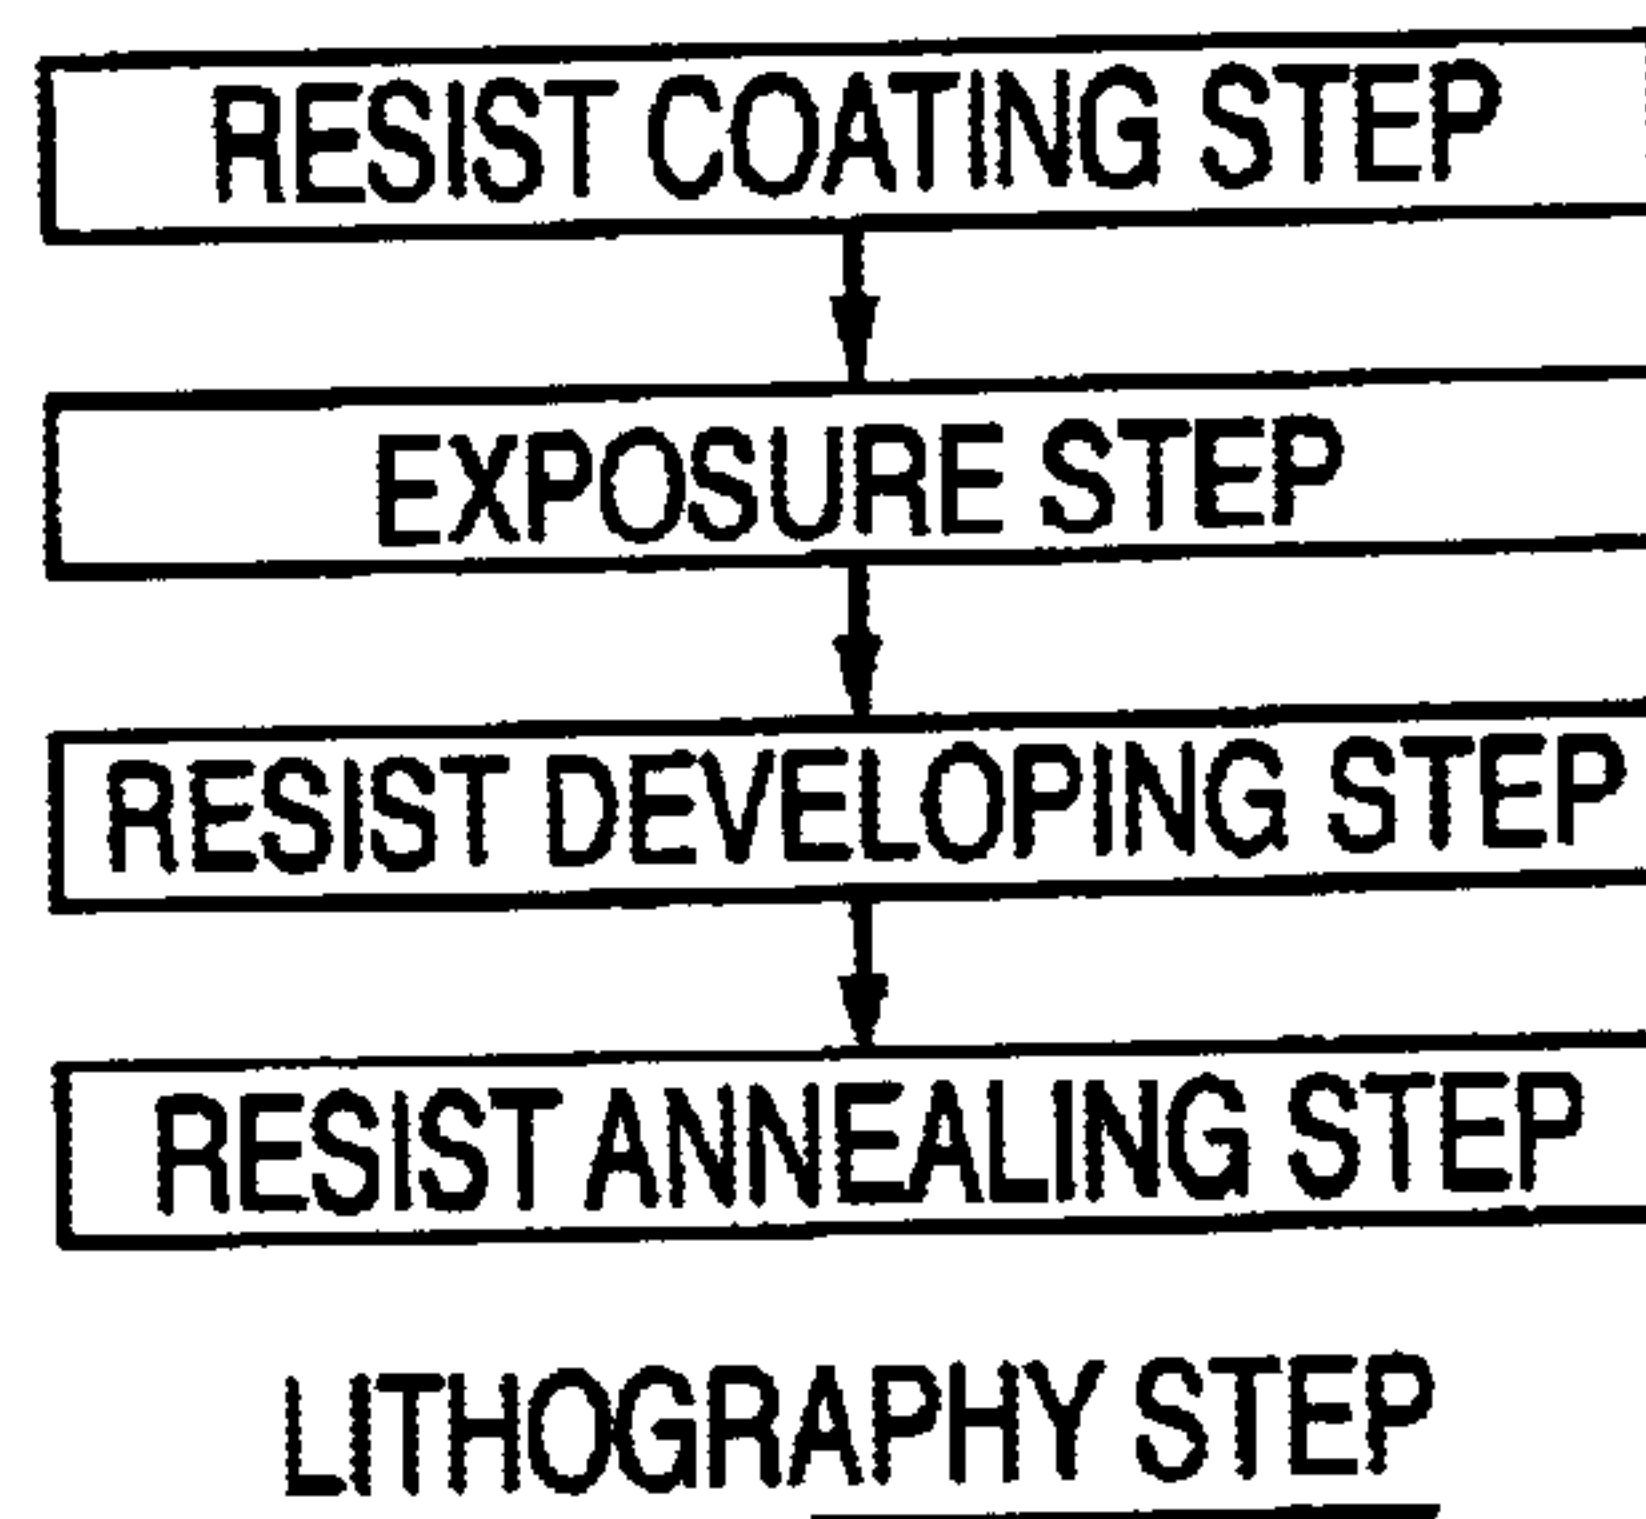 RESIST COATING STEP
EXPOSURE STEP
RESIST DEVELOPING STEP
RESIST ANNEALING STEP
LITHOGRAPHY STEP